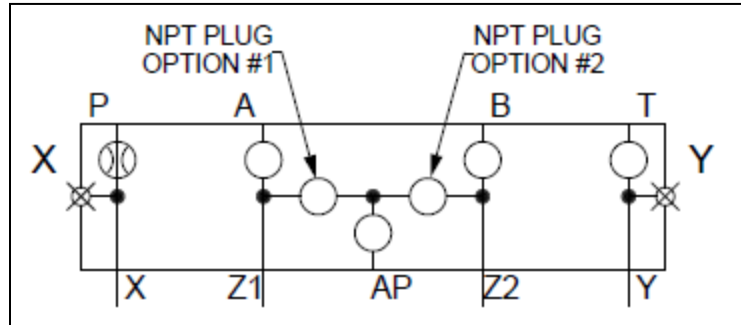 NPT PLUG
OPTION #1
NPT PLUG
OPTION #2
P A B T
X Y
X Z1 AP Z2 Y